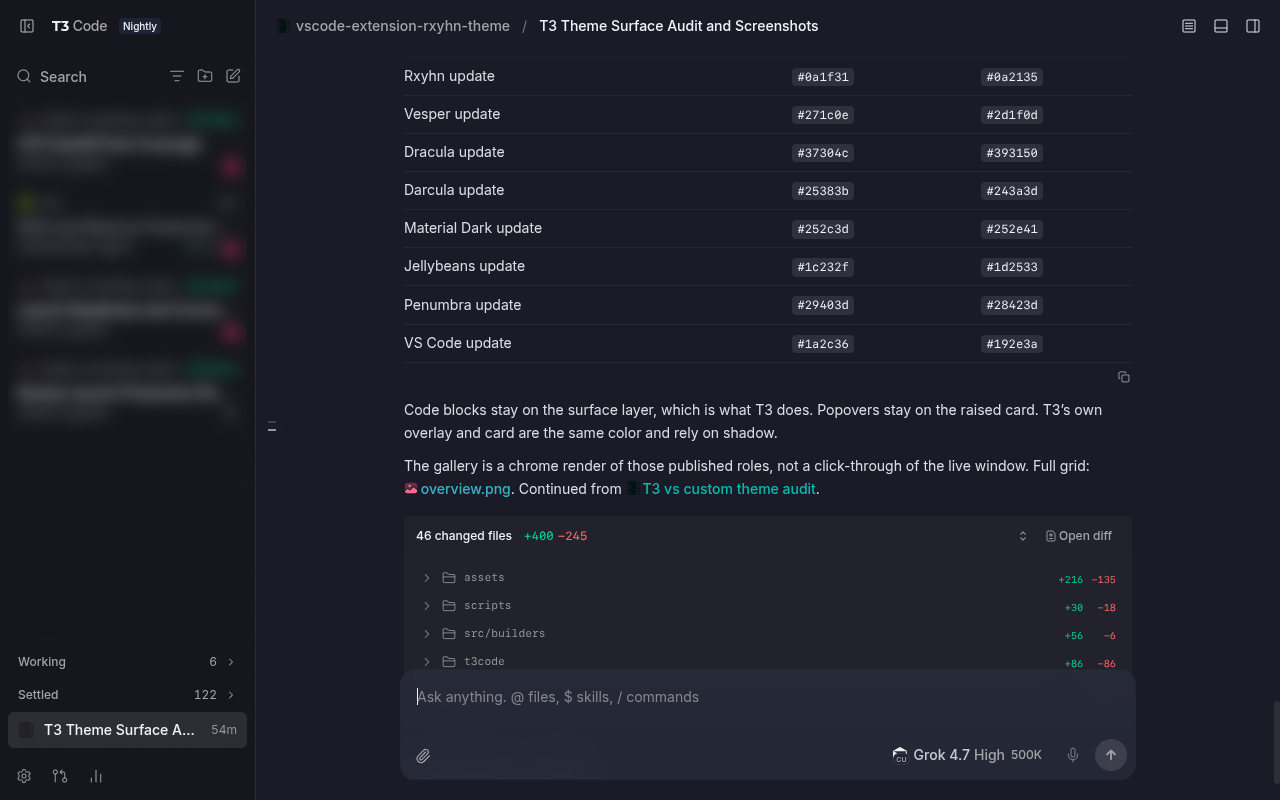 T3 Code Nightly
vscode-extension-rxyhn-theme / T3 Theme Surface Audit and Screenshots
Search
Rxyhn update #0a1f31 #0a2135
Vesper update #271c0e #2d1f0d
Dracula update #37304c #393150
Darcula update #25383b #243a3d
Material Dark update #252c3d #252e41
Jellybeans update #1c232f #1d2533
Penumbra update #29403d #28423d
VS Code update #1a2c36 #192e3a
Code blocks stay on the surface layer, which is what T3 does. Popovers stay on the raised card. T3’s own
overlay and card are the same color and rely on shadow.
The gallery is a chrome render of those published roles, not a click-through of the live window. Full grid:
overview.png. Continued from T3 vs custom theme audit.
46 changed files +400 −245
Open diff
assets +216 −135
scripts +30 −18
src/builders +56 −6
t3code +86 −86
Working 6
Settled 122
T3 Theme Surface A... 54m
Ask anything. @ files, $ skills, / commands
CU Grok 4.7 High 500K